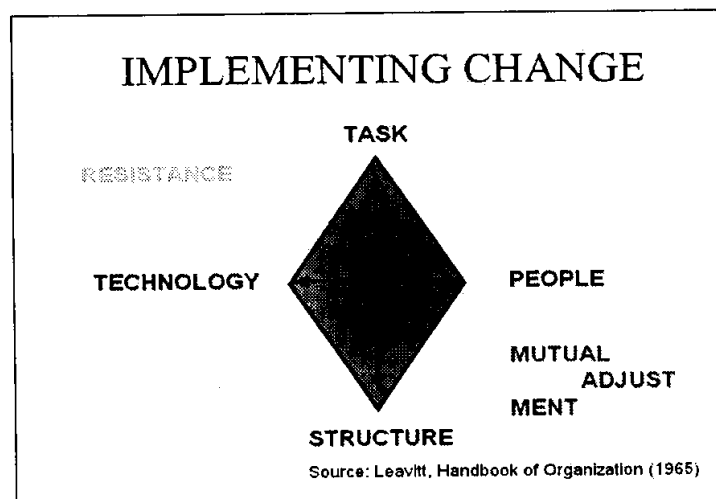 IMPLEMENTING CHANGE
TASK
RESISTANCE
TECHNOLOGY
PEOPLE
MUTUAL
ADJUST
MENT
STRUCTURE
Source: Leavitt, Handbook of Organization (1965)